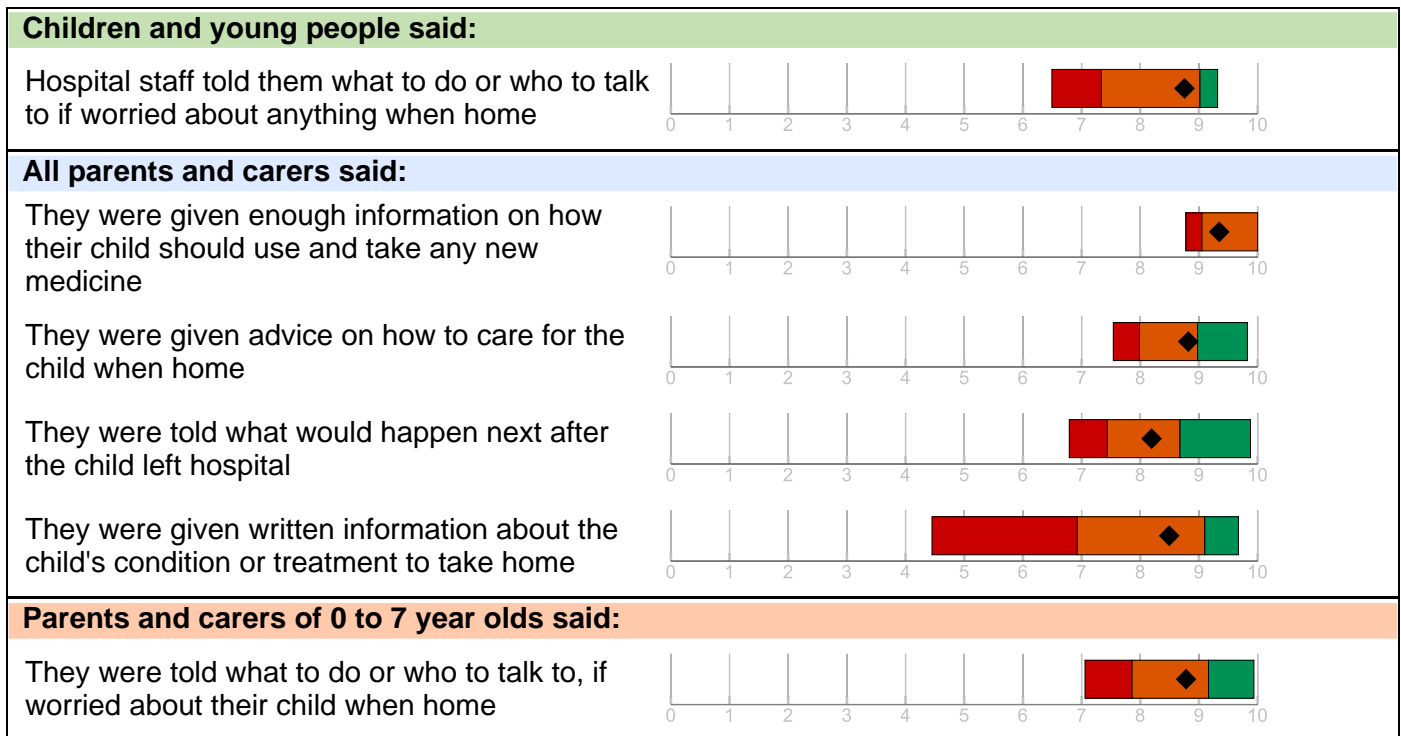 Children and young people said:
Hospital staff told them what to do or who to talk
to if worried about anything when home
0 1 2 3 4 5 6 7 8 9 10
All parents and carers said:
They were given enough information on how
their child should use and take any new
medicine
0 1 2 3 4 5 6 7 8 9 10
They were given advice on how to care for the
child when home
0 1 2 3 4 5 6 7 8 9 10
They were told what would happen next after
the child left hospital
0 1 2 3 4 5 6 7 8 9 10
They were given written information about the
child's condition or treatment to take home
0 1 2 3 4 5 6 7 8 9 10
Parents and carers of 0 to 7 year olds said:
They were told what to do or who to talk to, if
worried about their child when home
0 1 2 3 4 5 6 7 8 9 10